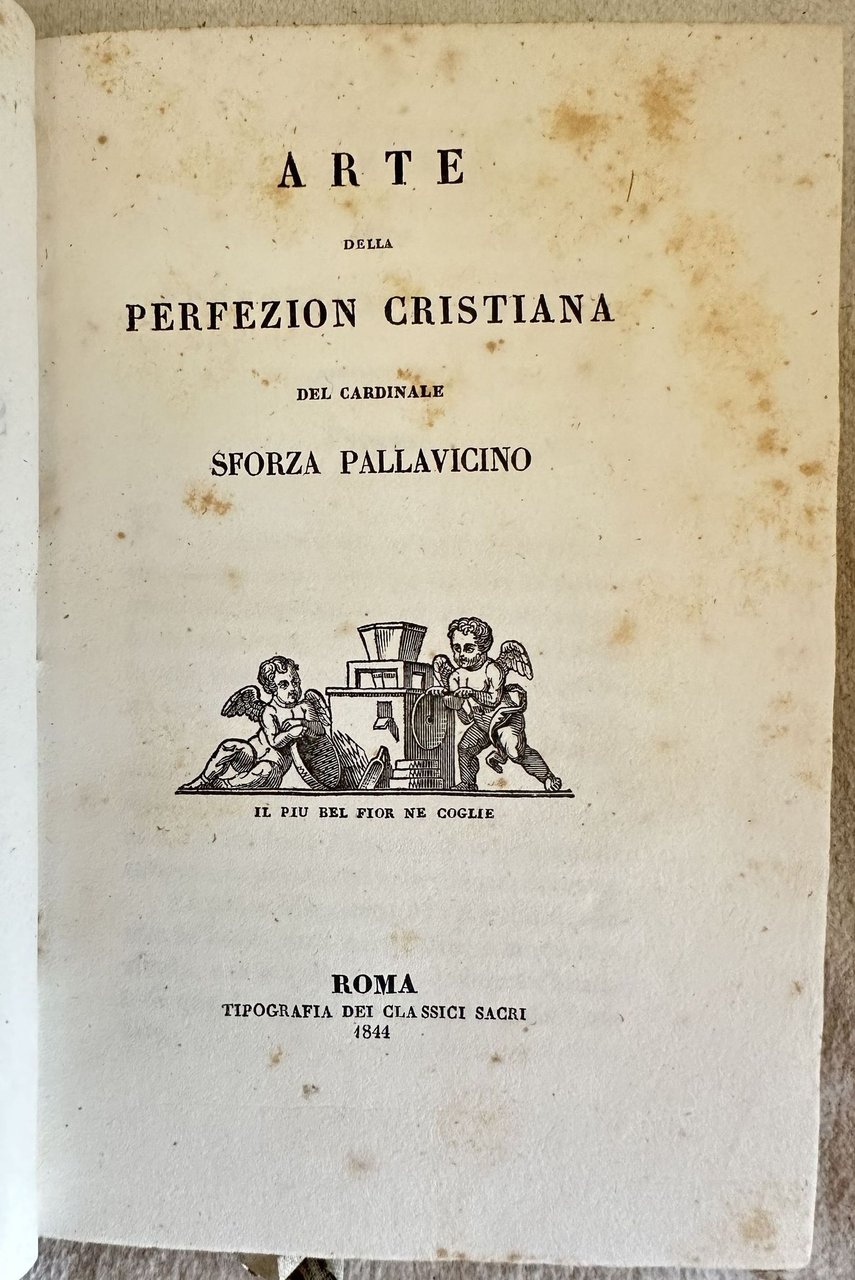 ARTE
DELLA
PERFEZION CRISTIANA
DEL CARDINALE
SFORZA PALLAVICINO
IL PIU BEL FIOR NE COGLIE
ROMA
TIPOGRAFIA DEI CLASSICI SACRI
1844